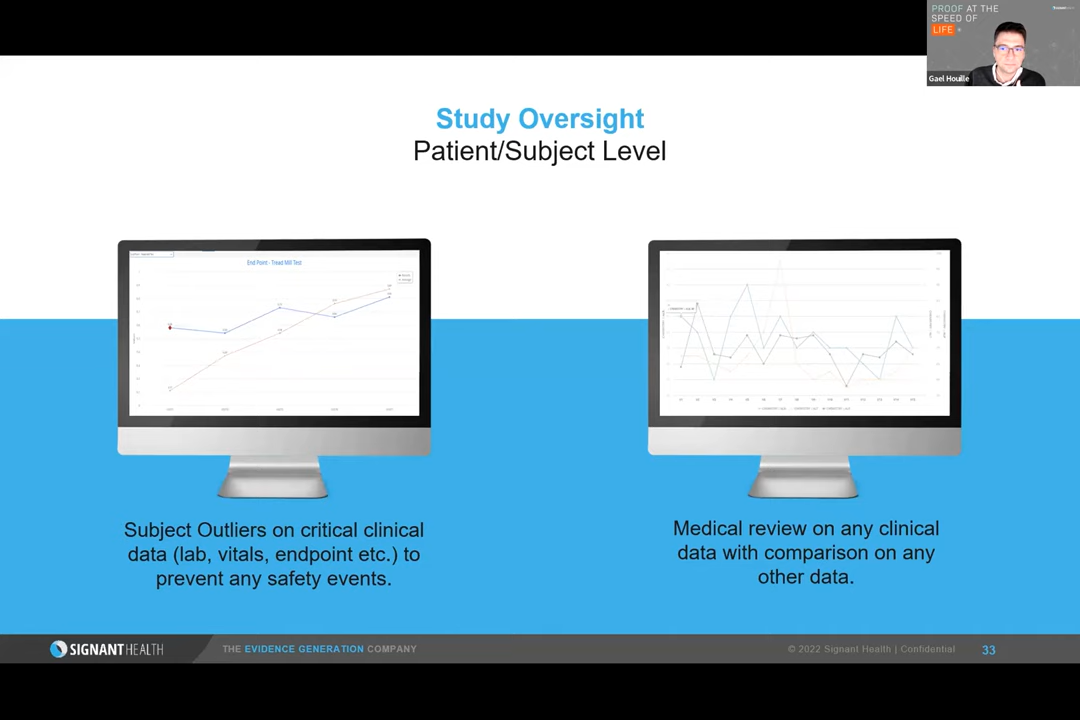 PROOF AT THE
SPEED OF
LIFE
Gael Houille
Study Oversight
Patient/Subject Level
End Point - Tread Mill Test
Subject Outliers on critical clinical
data (lab, vitals, endpoint etc.) to
prevent any safety events.
Medical review on any clinical
data with comparison on any
other data.
SIGNANTHEALTH
THE EVIDENCE GENERATION COMPANY
© 2022 Signant Health | Confidential
33